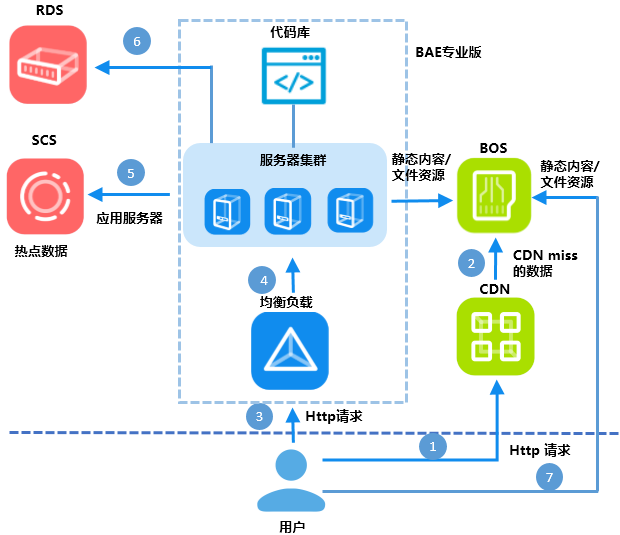 RDS
6
代码库
BAE专业版
SCS
5
应用服务器
热点数据
服务器集群
静态内容/
文件资源
BOS
静态内容/
文件资源
2
CDN miss
的数据
CDN
4
均衡负载
3
Http请求
1
Http 请求
7
用户